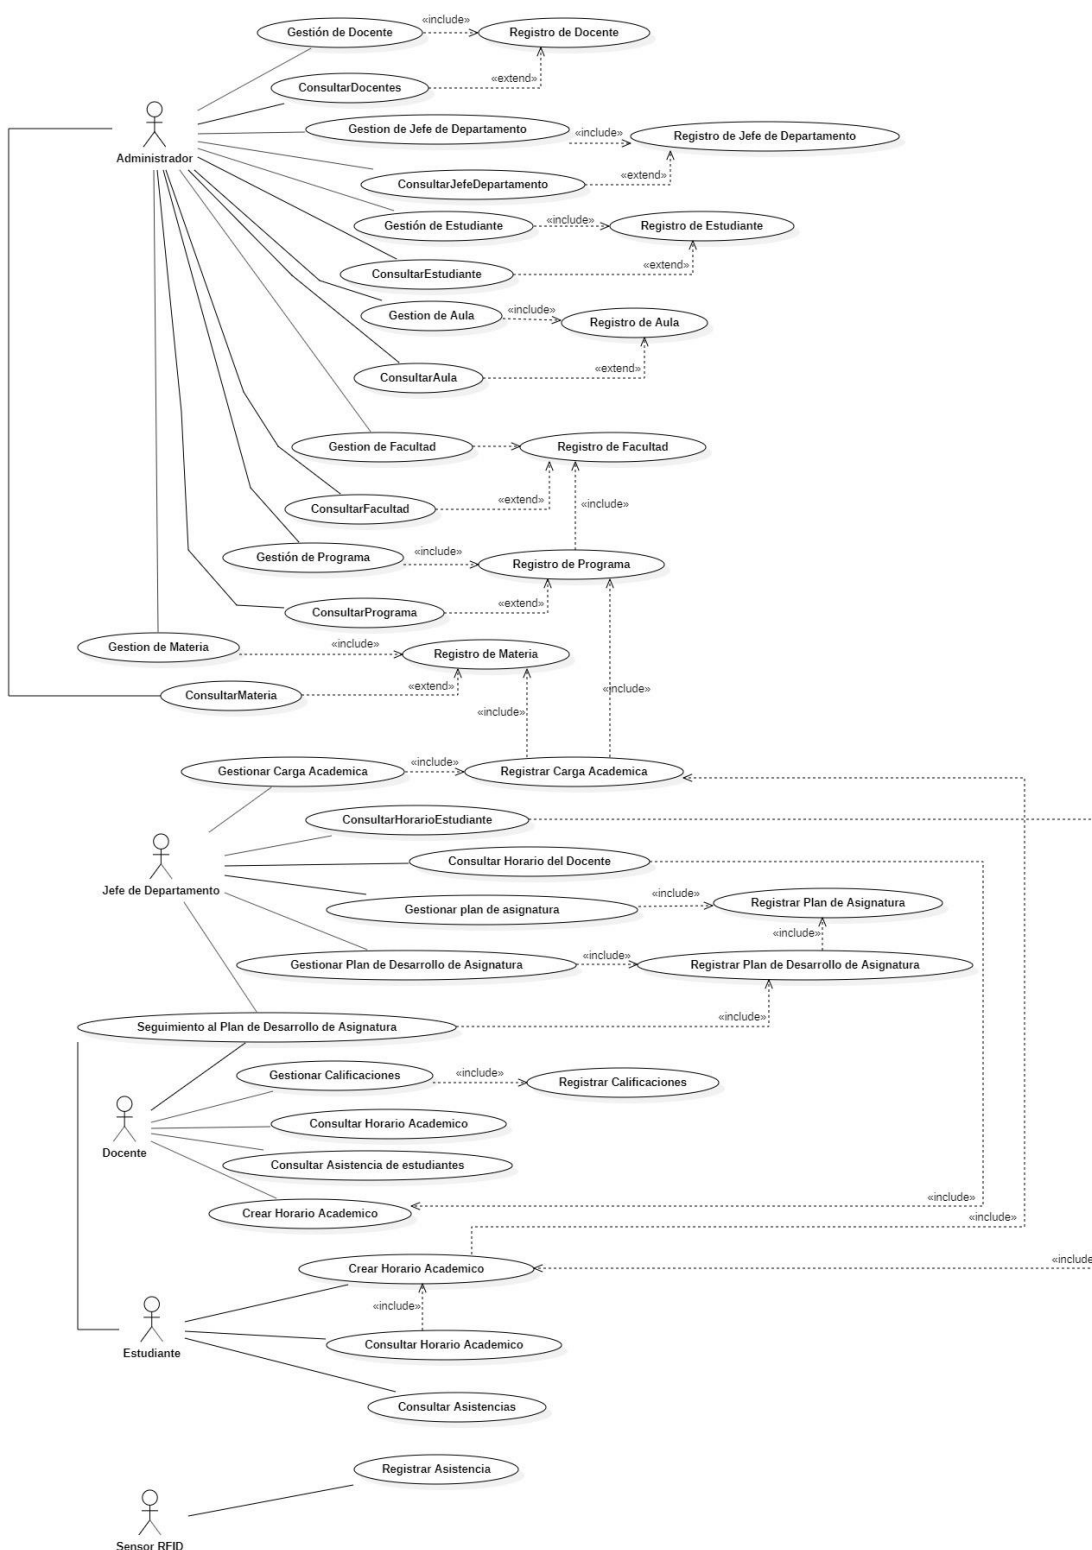 «include»
Gestión de Docente
Registro de Docente
«extend»
ConsultarDocentes
Gestion de Jefe de Departamento
«include»
Registro de Jefe de Departamento
Administrador
«extend»
ConsultarJefeDepartamento
Gestión de Estudiante
«include»
Registro de Estudiante
«extend»
ConsultarEstudiante
Gestion de Aula
«include»
Registro de Aula
«extend»
ConsultarAula
Gestion de Facultad
Registro de Facultad
«extend»
ConsultarFacultad
«include»
Gestión de Programa
«include»
Registro de Programa
«extend»
ConsultarPrograma
Gestion de Materia
«include»
Registro de Materia
«extend»
ConsultarMateria
«include»
«include»
Gestionar Carga Academica
«include»
Registrar Carga Academica
ConsultarHorarioEstudiante
Consultar Horario del Docente
Jefe de Departamento
Gestionar plan de asignatura
«include»
Registrar Plan de Asignatura
«include»
Gestionar Plan de Desarrollo de Asignatura
«include»
Registrar Plan de Desarrollo de Asignatura
«include»
Seguimiento al Plan de Desarrollo de Asignatura
Gestionar Calificaciones
«include»
Registrar Calificaciones
Consultar Horario Academico
Docente
Consultar Asistencia de estudiantes
«include»
Crear Horario Academico
«include»
«include
Crear Horario Academico
«include»
Estudiante
Consultar Horario Academico
Consultar Asistencias
Registrar Asistencia
Sensor RFID